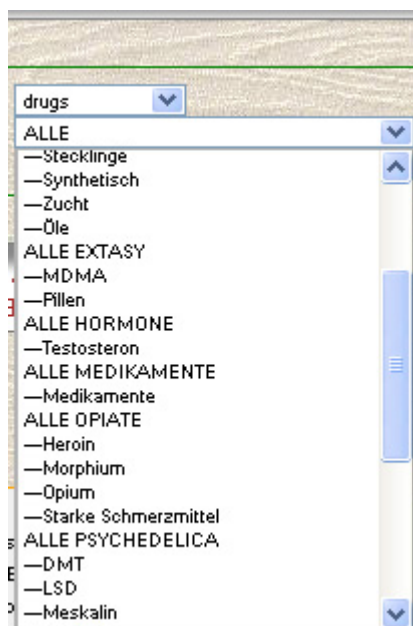 drugs
ALLE
—Stecklinge
—Synthetisch
—Zucht
—Öle
ALLE EXTASY
—MDMA
—Pillen
ALLE HORMONE
—Testosteron
ALLE MEDIKAMENTE
—Medikamente
ALLE OPIATE
—Heroin
—Morphium
—Opium
—Starke Schmerzmittel
ALLE PSYCHEDELICA
—DMT
—LSD
—Meskalin